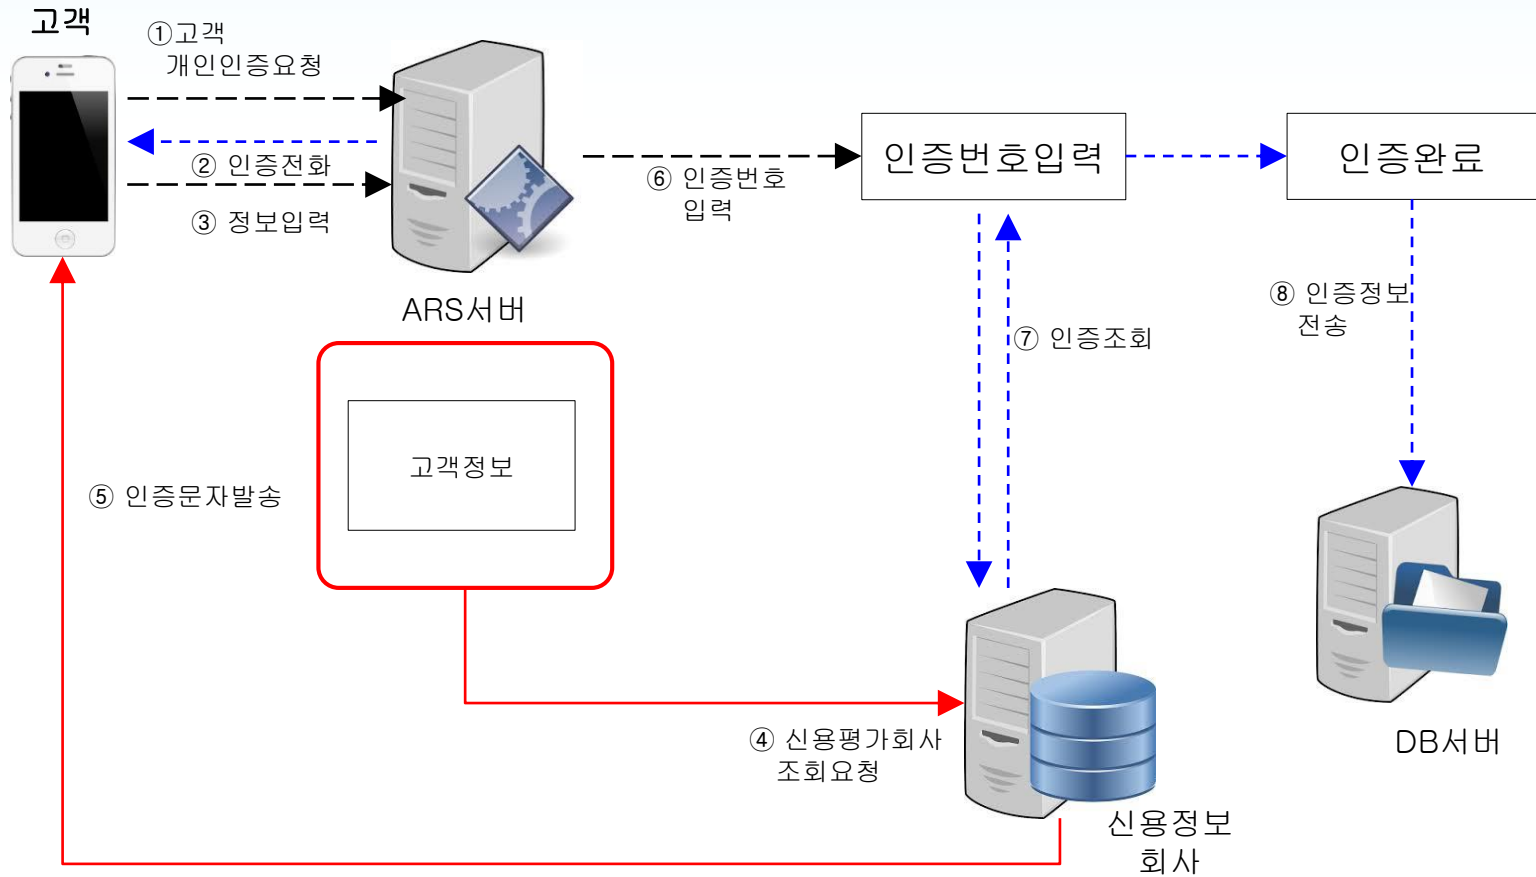 고객
①고객
개인인증요청
② 인증전화
③ 정보입력
ARS서버
⑥ 인증번호
입력
인증번호입력
인증완료
⑦ 인증조회
⑧ 인증정보
전송
고객정보
⑤ 인증문자발송
④ 신용평가회사
조회요청
신용정보
회사
DB서버